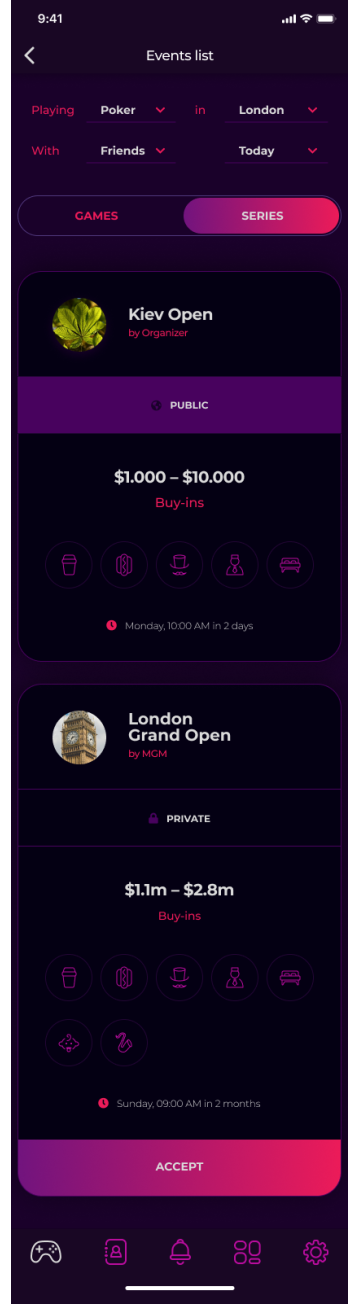 9:41
Events list
Playing Poker in London
With Friends Today
GAMES SERIES
Kiev Open
by Organizer
PUBLIC
$1.000 – $10.000
Buy-ins
Monday, 10:00 AM in 2 days
London
Grand Open
by MGM
PRIVATE
$1.1m – $2.8m
Buy-ins
Sunday, 09:00 AM in 2 months
ACCEPT